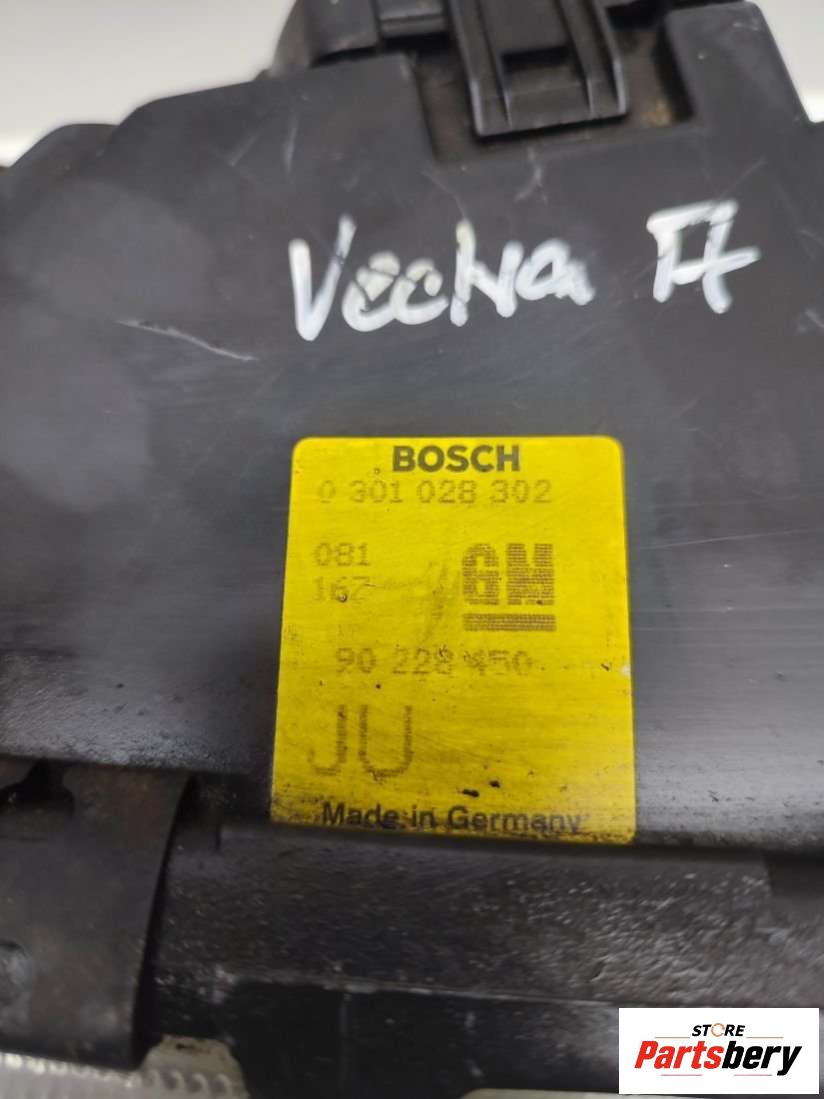 Vectra A
BOSCH
0 301 028 302
081
167
GM
90 228 450
JU
Made in Germany
STORE
Partsbery